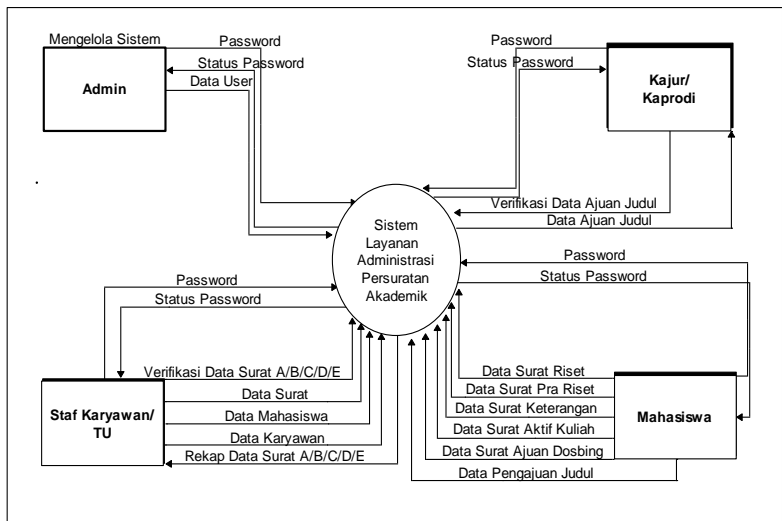 Mengelola Sistem
Password
Status Password
Data User
Admin
Password
Status Password
Kajur/
Kaprodi
Verifikasi Data Ajuan Judul
Data Ajuan Judul
Sistem
Layanan
Administrasi
Persuratan
Akademik
Password
Status Password
Password
Status Password
Verifikasi Data Surat A/B/C/D/E
Data Surat
Data Mahasiswa
Data Karyawan
Rekap Data Surat A/B/C/D/E
Staf Karyawan/
TU
Data Surat Riset
Data Surat Pra Riset
Data Surat Keterangan
Data Surat Aktif Kuliah
Data Surat Ajuan Dosbing
Data Pengajuan Judul
Mahasiswa